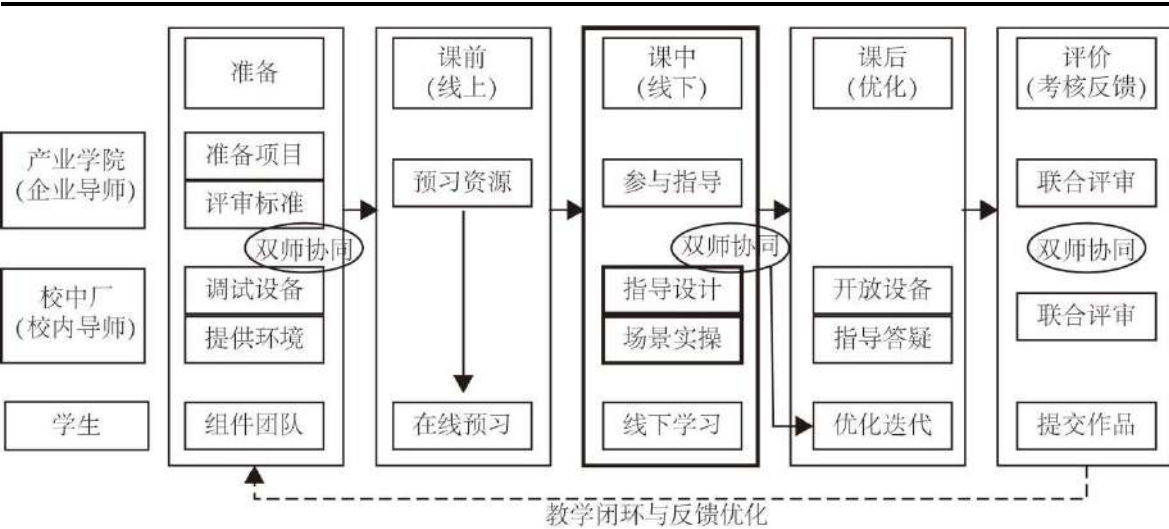 准备
课前
(线上)
课中
(线下)
课后
(优化)
评价
(考核反馈)
产业学院
(企业导师)
准备项目
评审标准
预习资源
参与指导
联合评审
双师协同
双师协同
双师协同
校中厂
(校内导师)
调试设备
提供环境
指导设计
场景实操
开放设备
指导答疑
联合评审
学生
组件团队
在线预习
线下学习
优化迭代
提交作品
教学闭环与反馈优化